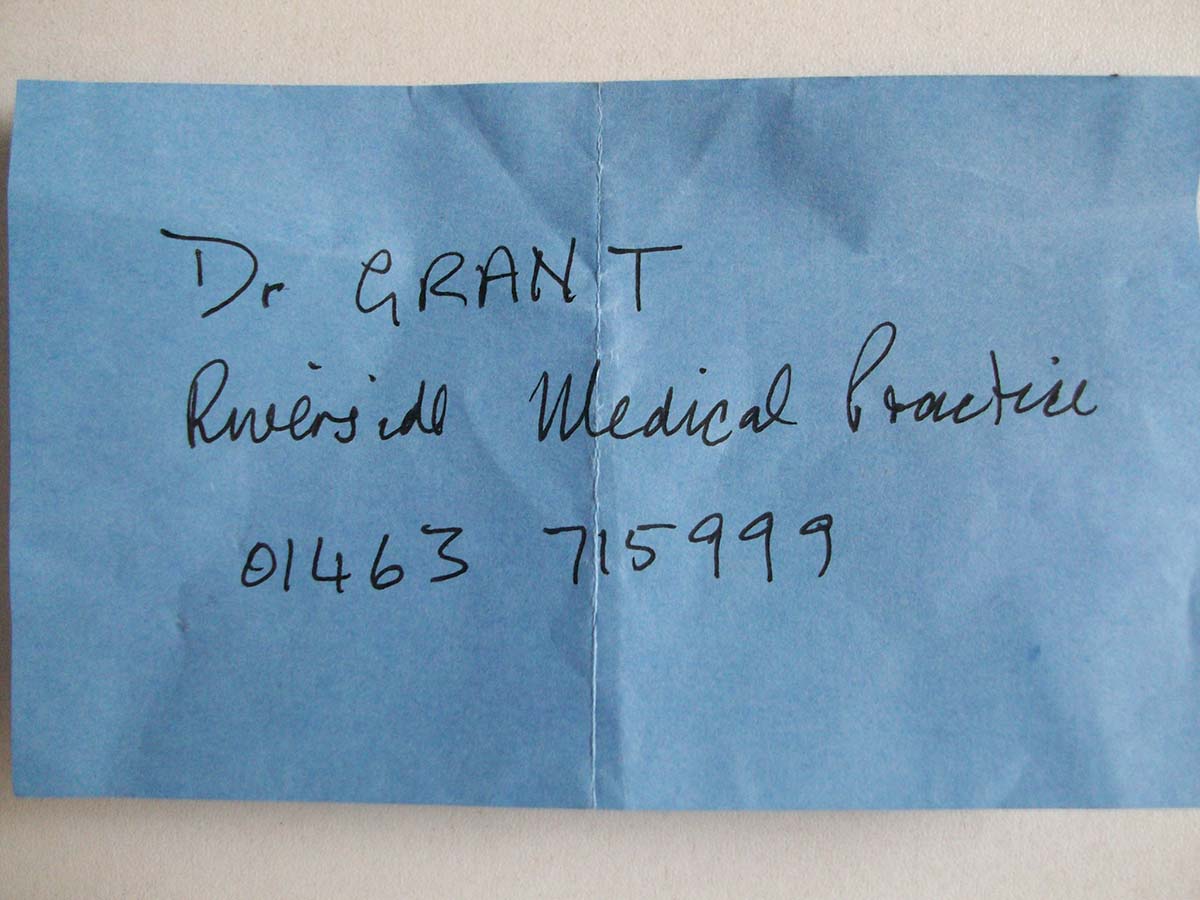 Dr GRANT
Riverside Medical Practice
01463 715999